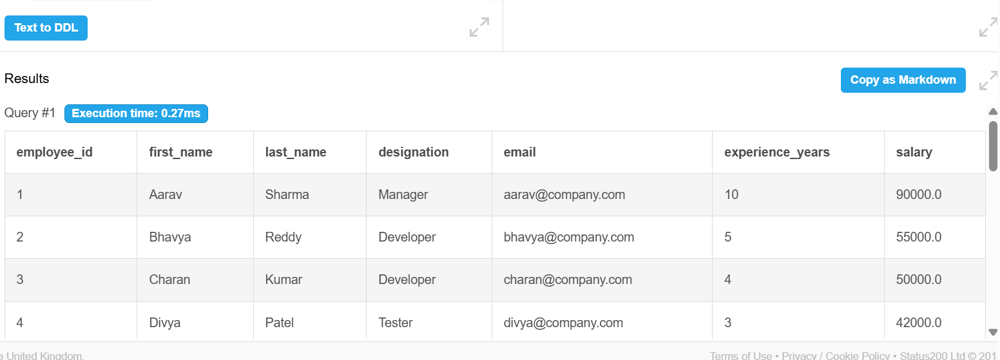 Text to DDL
Results
Copy as Markdown
Query #1 Execution time: 0.27ms
employee_id first_name last_name designation email experience_years salary
1 Aarav Sharma Manager aarav@company.com 10 90000.0
2 Bhavya Reddy Developer bhavya@company.com 5 55000.0
3 Charan Kumar Developer charan@company.com 4 50000.0
4 Divya Patel Tester divya@company.com 3 42000.0
e United Kingdom.
Terms of Use • Privacy / Cookie Policy • Status200 Ltd © 201